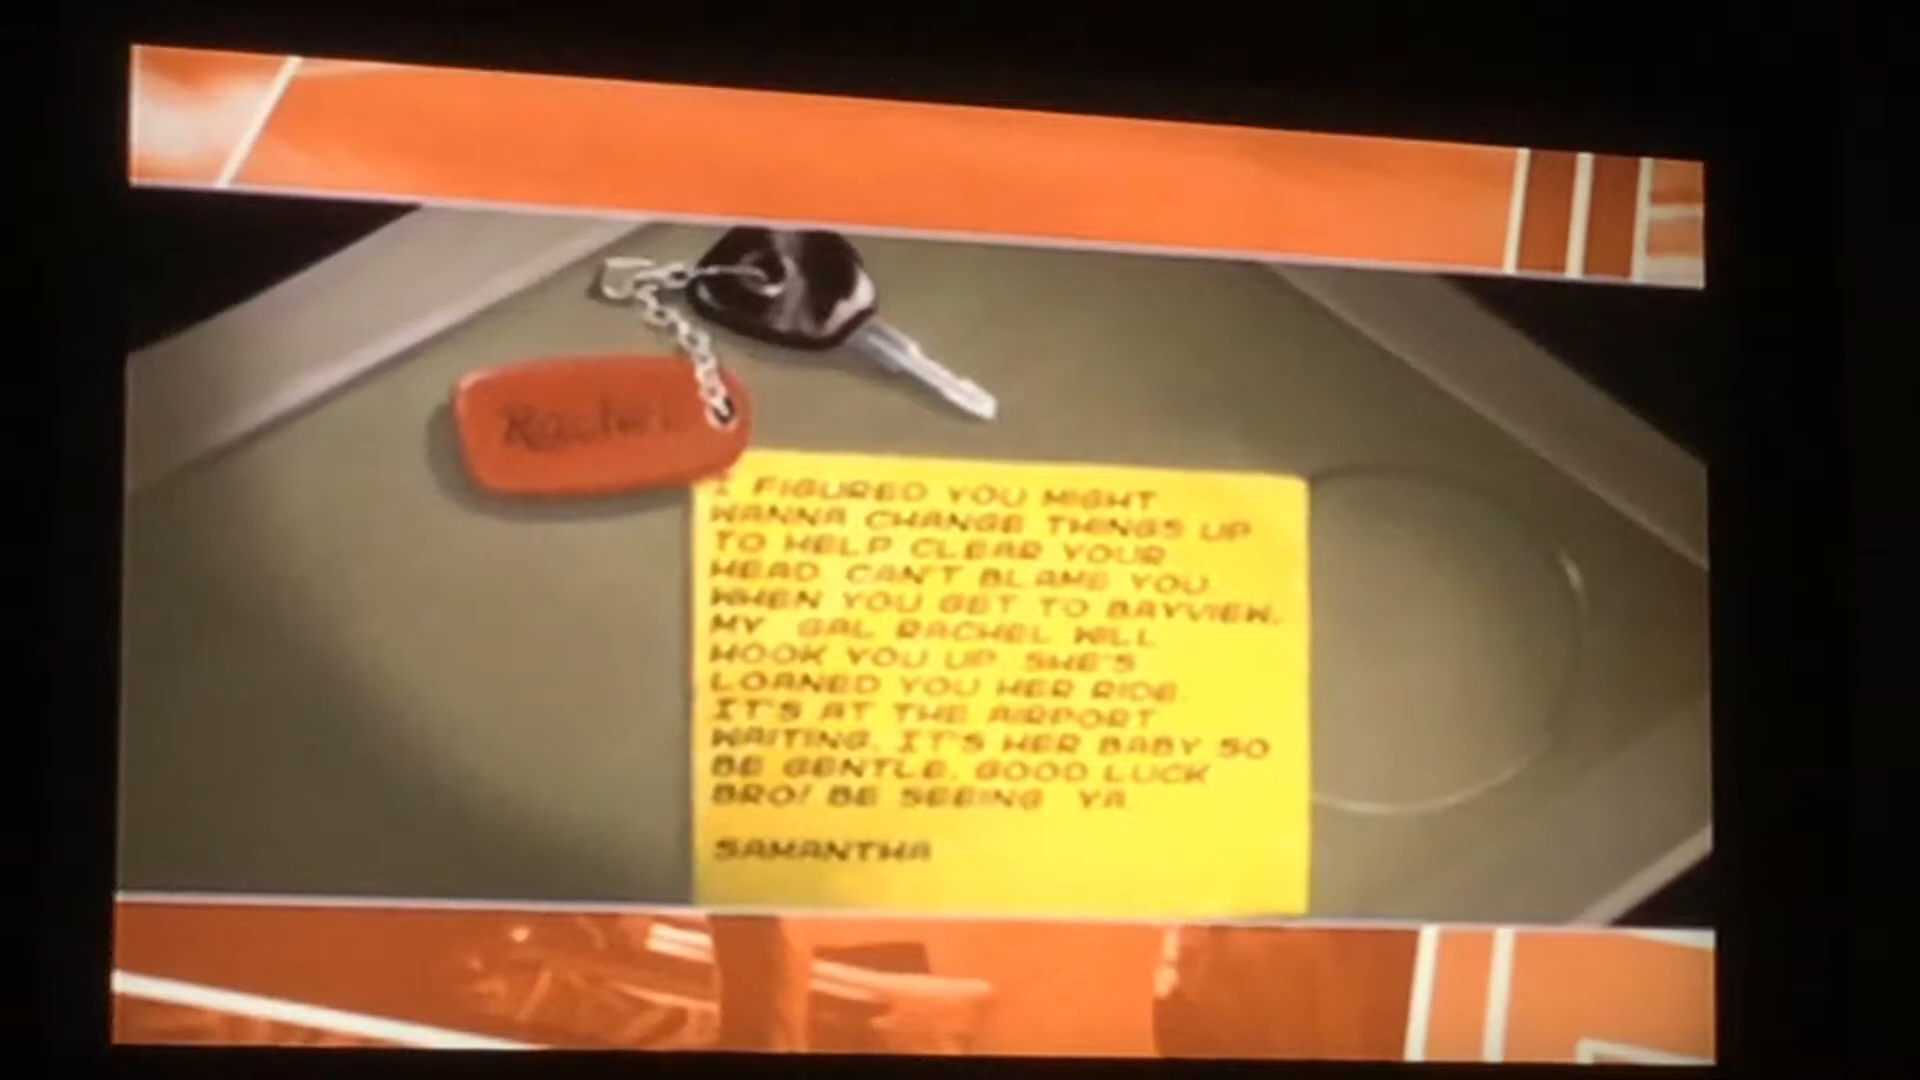 Rachel
I FIGURED YOU MIGHT
WANNA CHANGE THINGS UP
TO HELP CLEAR YOUR
HEAD. CAN'T BLAME YOU.
WHEN YOU GET TO BAYVIEW,
MY GAL RACHEL WILL
HOOK YOU UP. SHE'S
LOANED YOU HER RIDE.
IT'S AT THE AIRPORT
WAITING. IT'S HER BABY SO
BE GENTLE. GOOD LUCK
BRO! BE SEEING YA
SAMANTHA